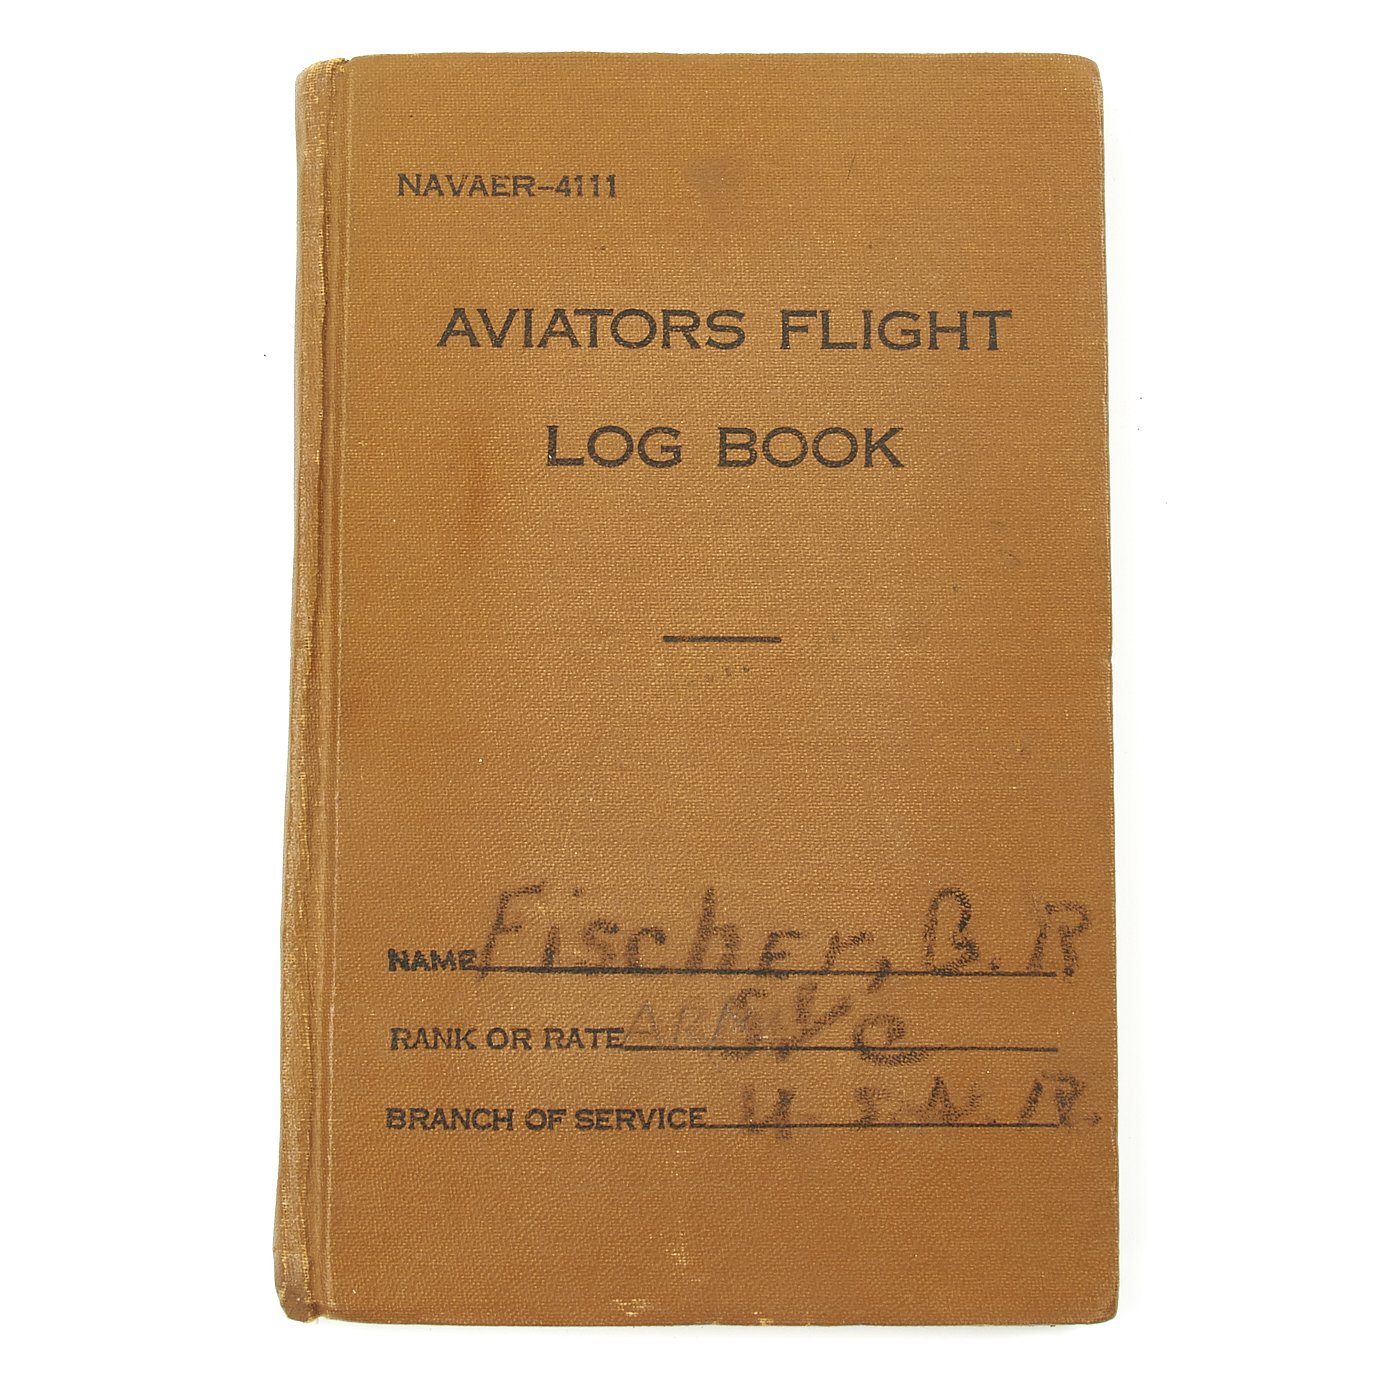 NAVAER-4111
AVIATORS FLIGHT
LOG BOOK
NAME Fischer, B. R
RANK OR RATE
BRANCH OF SERVICE U.S.N.R.